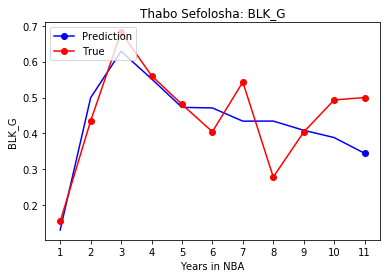 Thabo Sefolosha: BLK_G
Prediction
True
0.7
0.6
0.5
0.4
0.3
0.2
BLK_G
1 2 3 4 5 6 7 8 9 10 11
Years in NBA